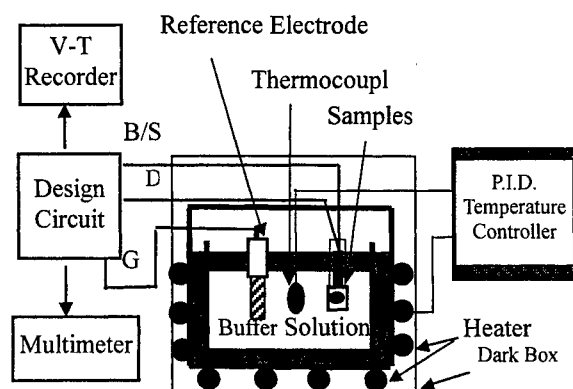 Reference Electrode
V-T
Recorder
Thermocoupl
Samples
B/S
D
Design
Circuit
G
P.I.D.
Temperature
Controller
Buffer Solution
Multimeter
Heater
Dark Box